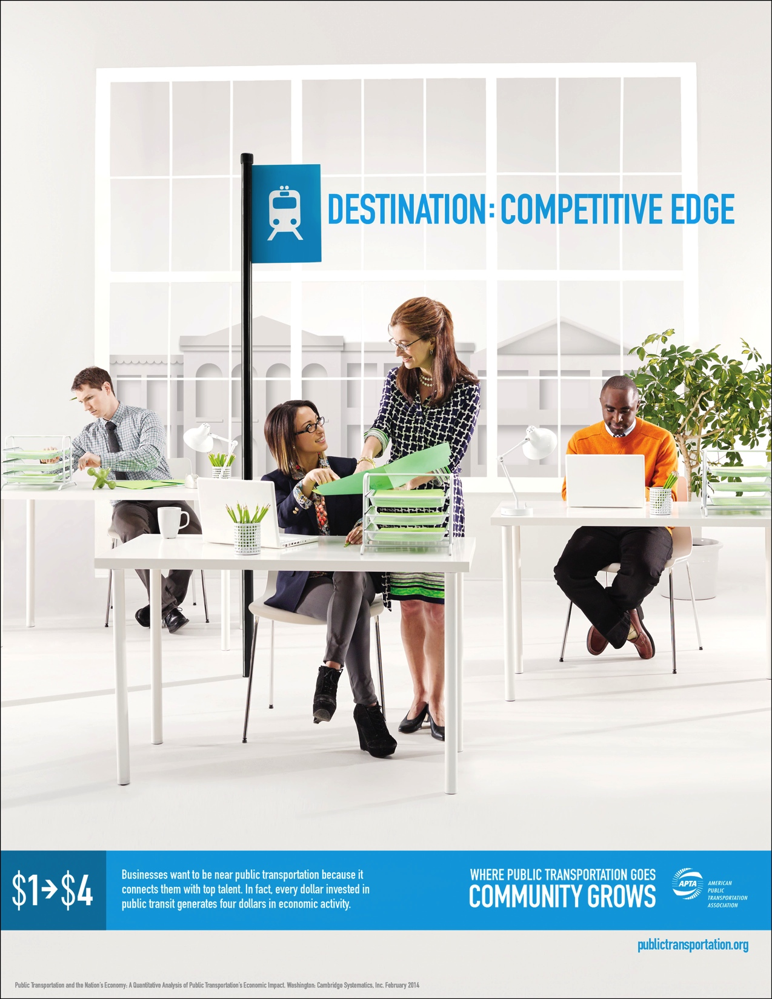 DESTINATION: COMPETITIVE EDGE
$1→$4
Businesses want to be near public transportation because it
connects them with top talent. In fact, every dollar invested in
public transit generates four dollars in economic activity.
WHERE PUBLIC TRANSPORTATION GOES
COMMUNITY GROWS
APTA
AMERICAN
PUBLIC
TRANSPORTATION
ASSOCIATION
publictransportation.org
Public Transportation and the Nation's Economy: A Quantitative Analysis of Public Transportation's Economic Impact. Washington: Cambridge Systematics, Inc. February 2014